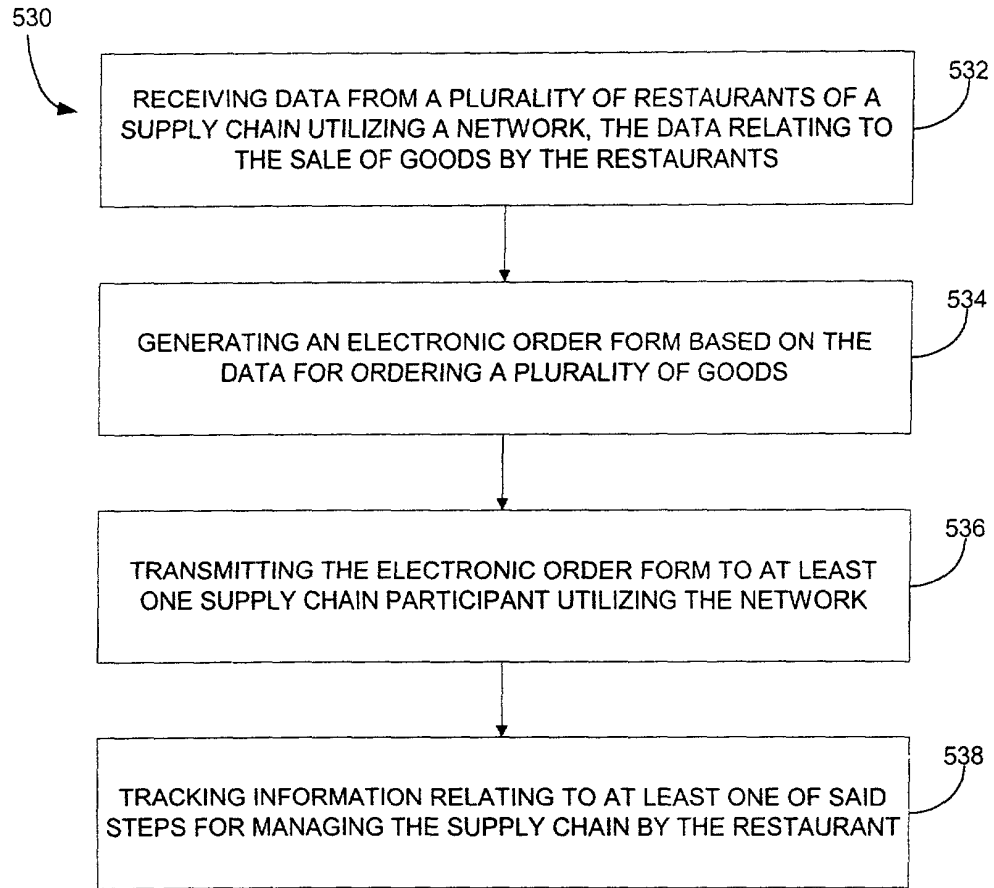 530
532
RECEIVING DATA FROM A PLURALITY OF RESTAURANTS OF A
SUPPLY CHAIN UTILIZING A NETWORK, THE DATA RELATING TO
THE SALE OF GOODS BY THE RESTAURANTS
534
GENERATING AN ELECTRONIC ORDER FORM BASED ON THE
DATA FOR ORDERING A PLURALITY OF GOODS
536
TRANSMITTING THE ELECTRONIC ORDER FORM TO AT LEAST
ONE SUPPLY CHAIN PARTICIPANT UTILIZING THE NETWORK
538
TRACKING INFORMATION RELATING TO AT LEAST ONE OF SAID
STEPS FOR MANAGING THE SUPPLY CHAIN BY THE RESTAURANT